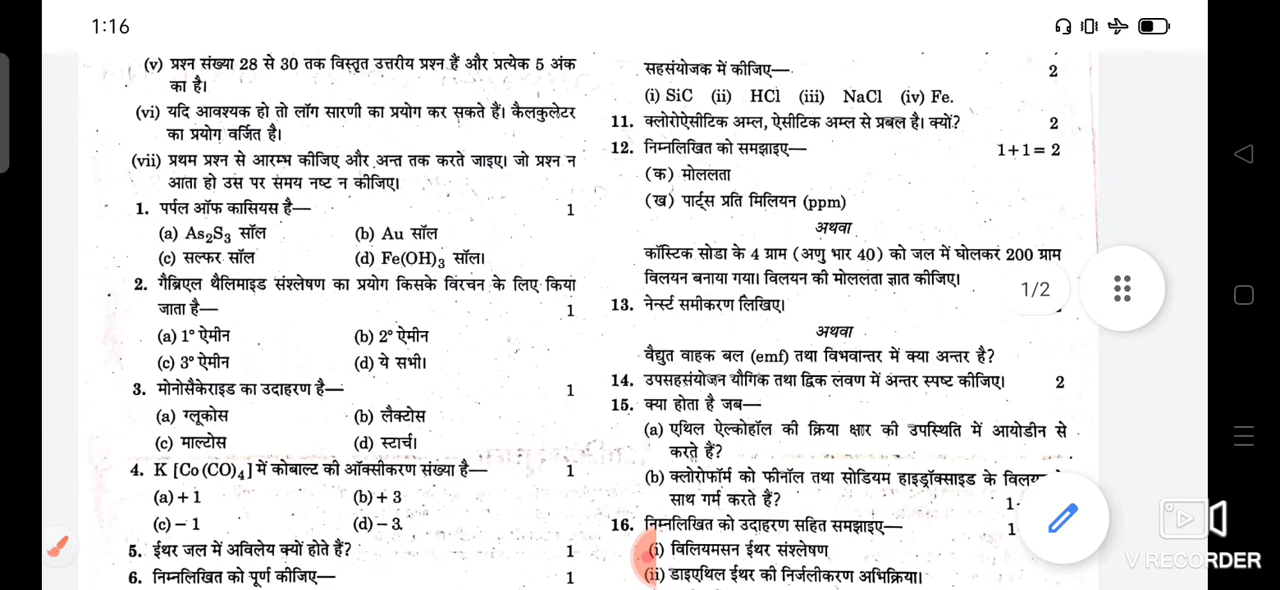 1:16
(v) प्रश्न संख्या 28 से 30 तक विस्तृत उत्तरीय प्रश्न हैं और प्रत्येक 5 अंक
का है।
(vi) यदि आवश्यक हो तो लॉग सारणी का प्रयोग कर सकते हैं। कैलकुलेटर
का प्रयोग वर्जित है।
(vii) प्रथम प्रश्न से आरम्भ कीजिए और अन्त तक करते जाइए। जो प्रश्न न
आता हो उस पर समय नष्ट न कीजिए।
1. पर्पल ऑफ कासियस है— 1
(a) As₂S₃ सॉल (b) Au सॉल
(c) सल्फर सॉल (d) Fe(OH)₃ सॉल।
2. गैब्रिएल थैलिमाइड संश्लेषण का प्रयोग किसके विरचन के लिए किया
जाता है— 1
(a) 1° ऐमीन (b) 2° ऐमीन
(c) 3° ऐमीन (d) ये सभी।
3. मोनोसैकेराइड का उदाहरण है— 1
(a) ग्लूकोस (b) लैक्टोस
(c) माल्टोस (d) स्टार्च।
4. K [Co (CO)₄] में कोबाल्ट की ऑक्सीकरण संख्या है— 1
(a) + 1 (b) + 3
(c) – 1 (d) – 3.
5. ईथर जल में अविलेय क्यों होते हैं? 1
6. निम्नलिखित को पूर्ण कीजिए— 1
सहसंयोजक में कीजिए— 2
(i) SiC (ii) HCl (iii) NaCl (iv) Fe.
11. क्लोरोऐसीटिक अम्ल, ऐसीटिक अम्ल से प्रबल है। क्यों? 2
12. निम्नलिखित को समझाइए— 1 + 1 = 2
(क) मोललता
(ख) पार्ट्स प्रति मिलियन (ppm)
अथवा
कॉस्टिक सोडा के 4 ग्राम (अणु भार 40) को जल में घोलकर 200 ग्राम
विलयन बनाया गया। विलयन की मोललता ज्ञात कीजिए।
1/2
13. नेर्न्स्ट समीकरण लिखिए।
अथवा
वैद्युत वाहक बल (emf) तथा विभवान्तर में क्या अन्तर है?
14. उपसहसंयोजन यौगिक तथा द्विक लवण में अन्तर स्पष्ट कीजिए। 2
15. क्या होता है जब—
(a) एथिल ऐल्कोहॉल की क्रिया क्षार की उपस्थिति में आयोडीन से
करते हैं?
(b) क्लोरोफॉर्म को फीनॉल तथा सोडियम हाइड्रॉक्साइड के
साथ गर्म करते हैं? 1
16. निम्नलिखित को उदाहरण सहित समझाइए— 1
(i) विलियमसन ईथर संश्लेषण
(ii) डाइएथिल ईथर की निर्जलीकरण अभिक्रिया।
V RECORDER